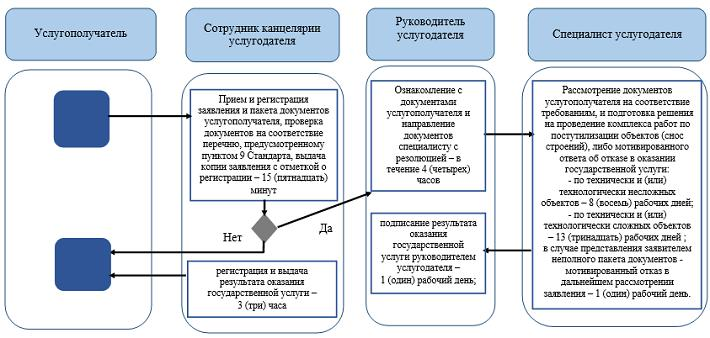 Услугополучатель
Сотрудник канцелярии
услугодателя
Руководитель
услугодателя
Специалист услугодателя
Прием и регистрация
заявления и пакета документов
услугополучателя, проверка
документов на соответствие
перечню, предусмотренному
пунктом 9 Стандарта, выдача
копии заявления с отметкой о
регистрации – 15 (пятнадцать)
минут
Нет
Да
регистрация и выдача
результата оказания
государственной услуги –
3 (три) часа
Ознакомление с
документами
услугополучателя и
направление
документов
специалисту с
резолюцией – в
течение 4 (четырех)
часов
подписание результата
оказания
государственной
услуги руководителем
услугодателя –
1 (один) рабочий день;
Рассмотрение документов
услугополучателя на соответствие
требованиям, и подготовка решения
на проведение комплекса работ по
поступилизации объектов (снос
строений), либо мотивированного
ответа об отказе в оказании
государственной услуги:
- по технически и (или)
технологически несложных
объектов – 8 (восемь) рабочих дней;
- по технически и (или)
технологически сложных объектов
– 13 (тринадцать) рабочих дней ;
в случае представления заявителем
неполного пакета документов -
мотивированный отказ в
дальнейшем рассмотрении
заявления – 1 (один) рабочий день.